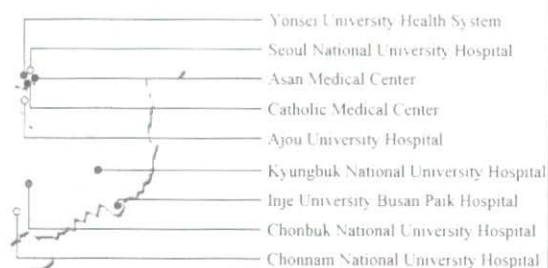 Yonsei University Health System
Seoul National University Hospital
Asan Medical Center
Catholic Medical Center
Ajou University Hospital
Kyungbuk National University Hospital
Inje University Busan Paik Hospital
Chonbuk National University Hospital
Chonnam National University Hospital